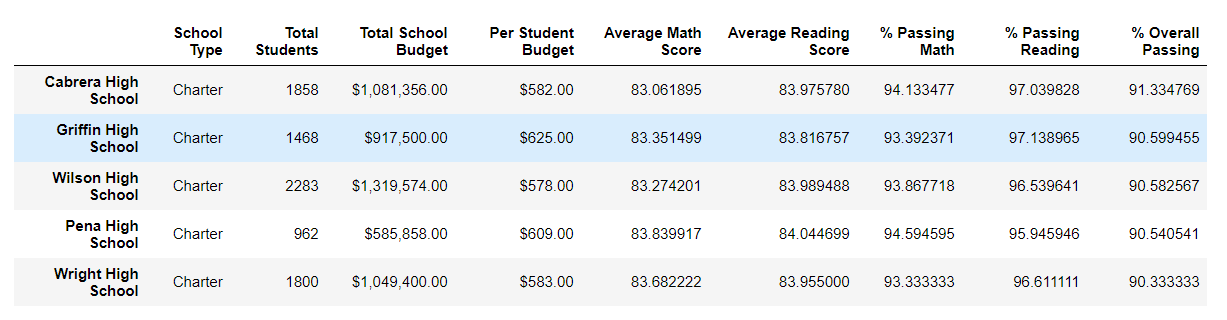 School Type Total Students Total School Budget Per Student Budget Average Math Score Average Reading Score % Passing Math % Passing Reading % Overall Passing
Cabrera High School Charter 1858 $1,081,356.00 $582.00 83.061895 83.975780 94.133477 97.039828 91.334769
Griffin High School Charter 1468 $917,500.00 $625.00 83.351499 83.816757 93.392371 97.138965 90.599455
Wilson High School Charter 2283 $1,319,574.00 $578.00 83.274201 83.989488 93.867718 96.539641 90.582567
Pena High School Charter 962 $585,858.00 $609.00 83.839917 84.044699 94.594595 95.945946 90.540541
Wright High School Charter 1800 $1,049,400.00 $583.00 83.682222 83.955000 93.333333 96.611111 90.333333